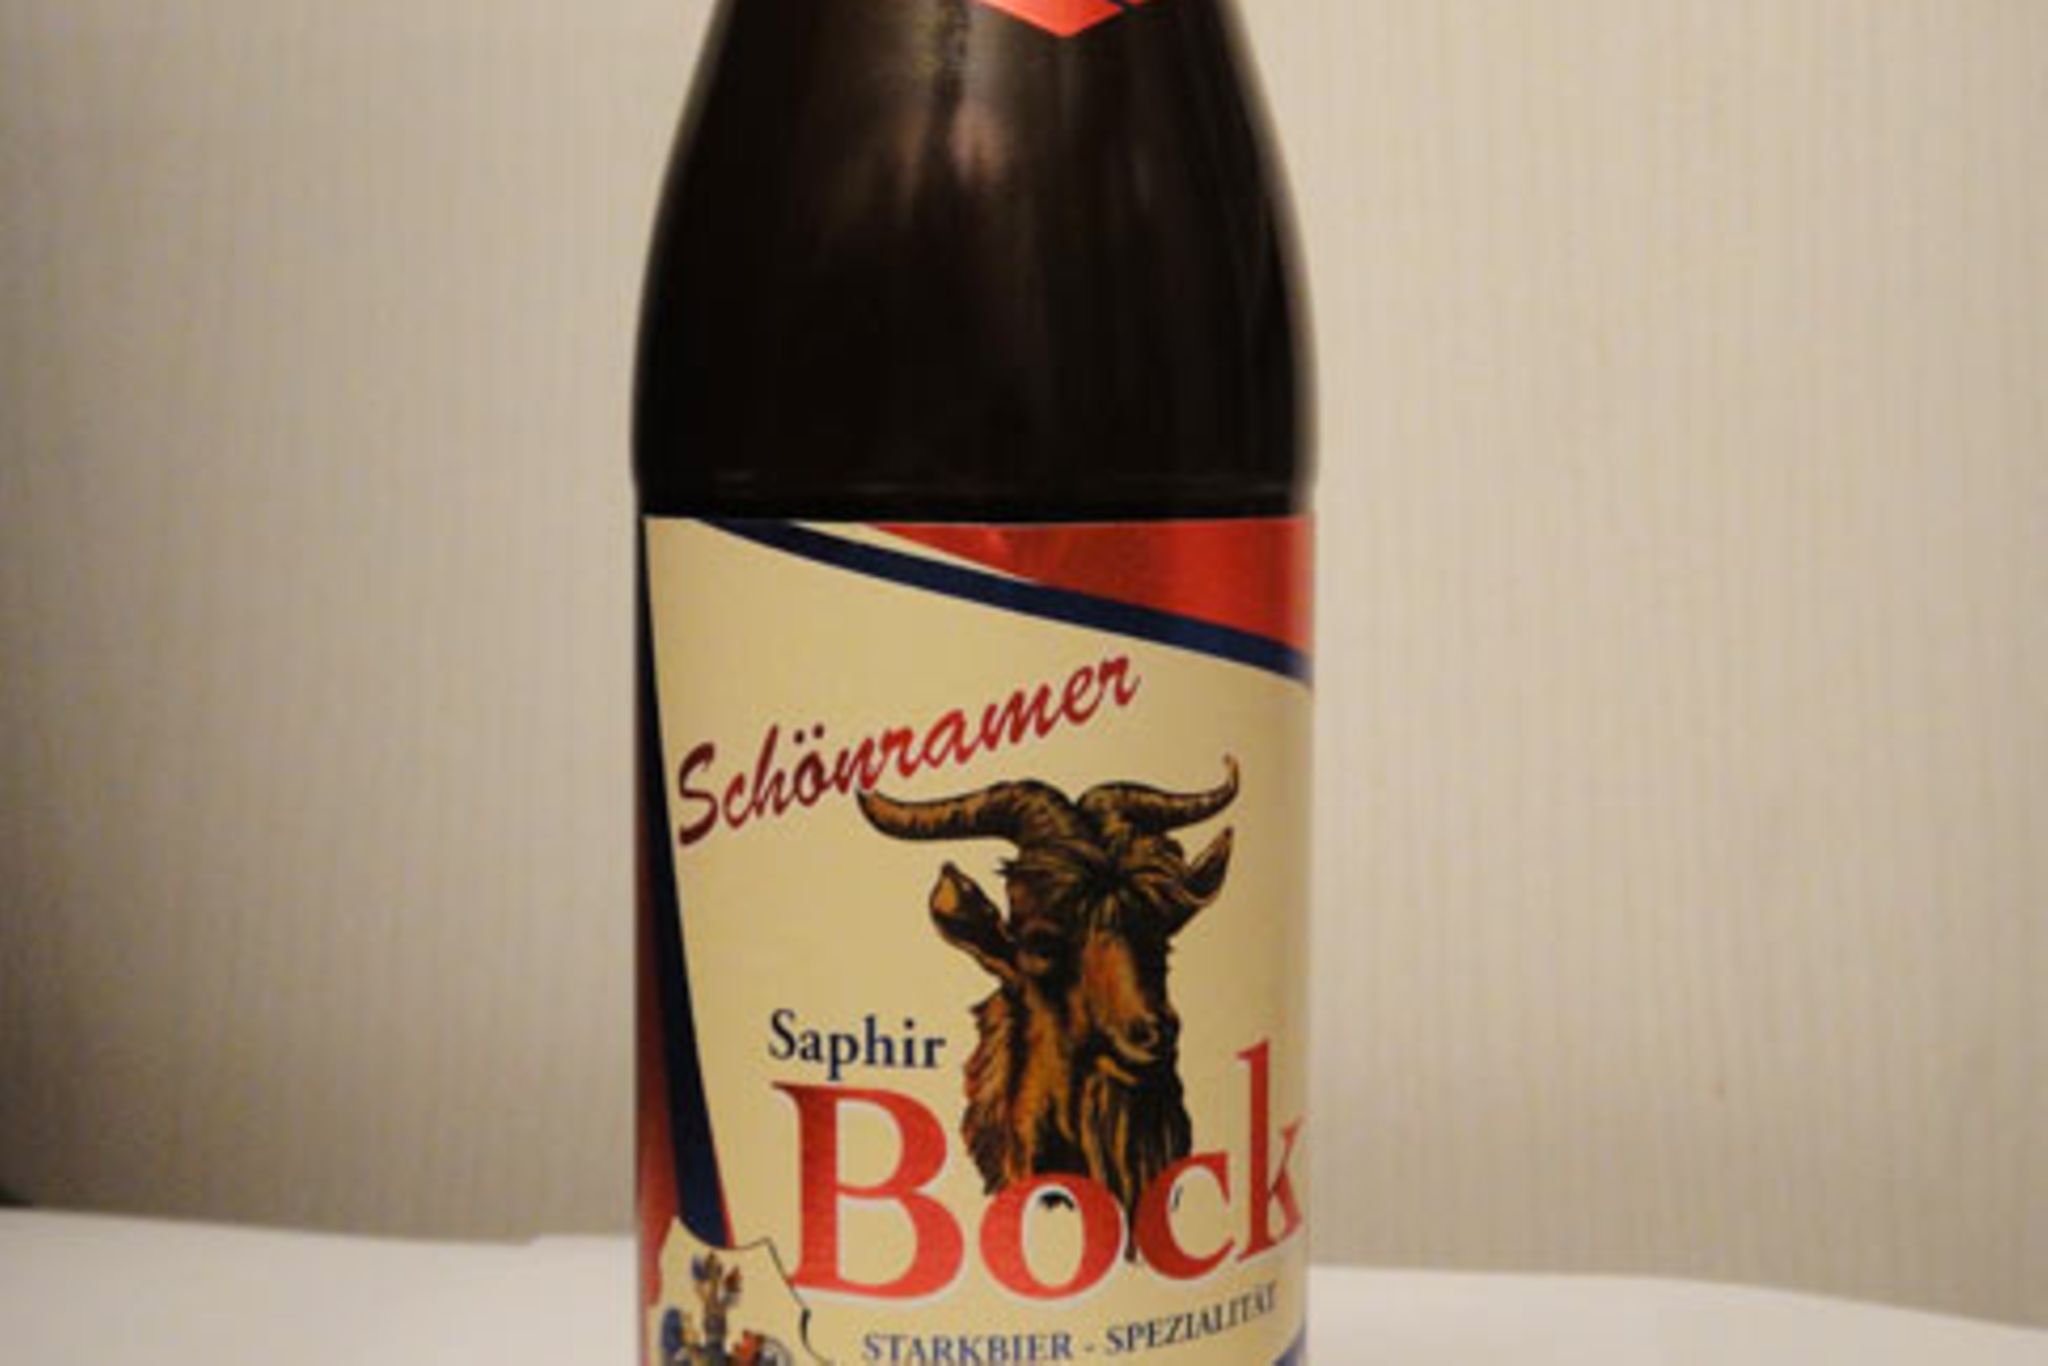 Schönramer
Saphir
Bock
STARKBIER - SPEZIALITÄT